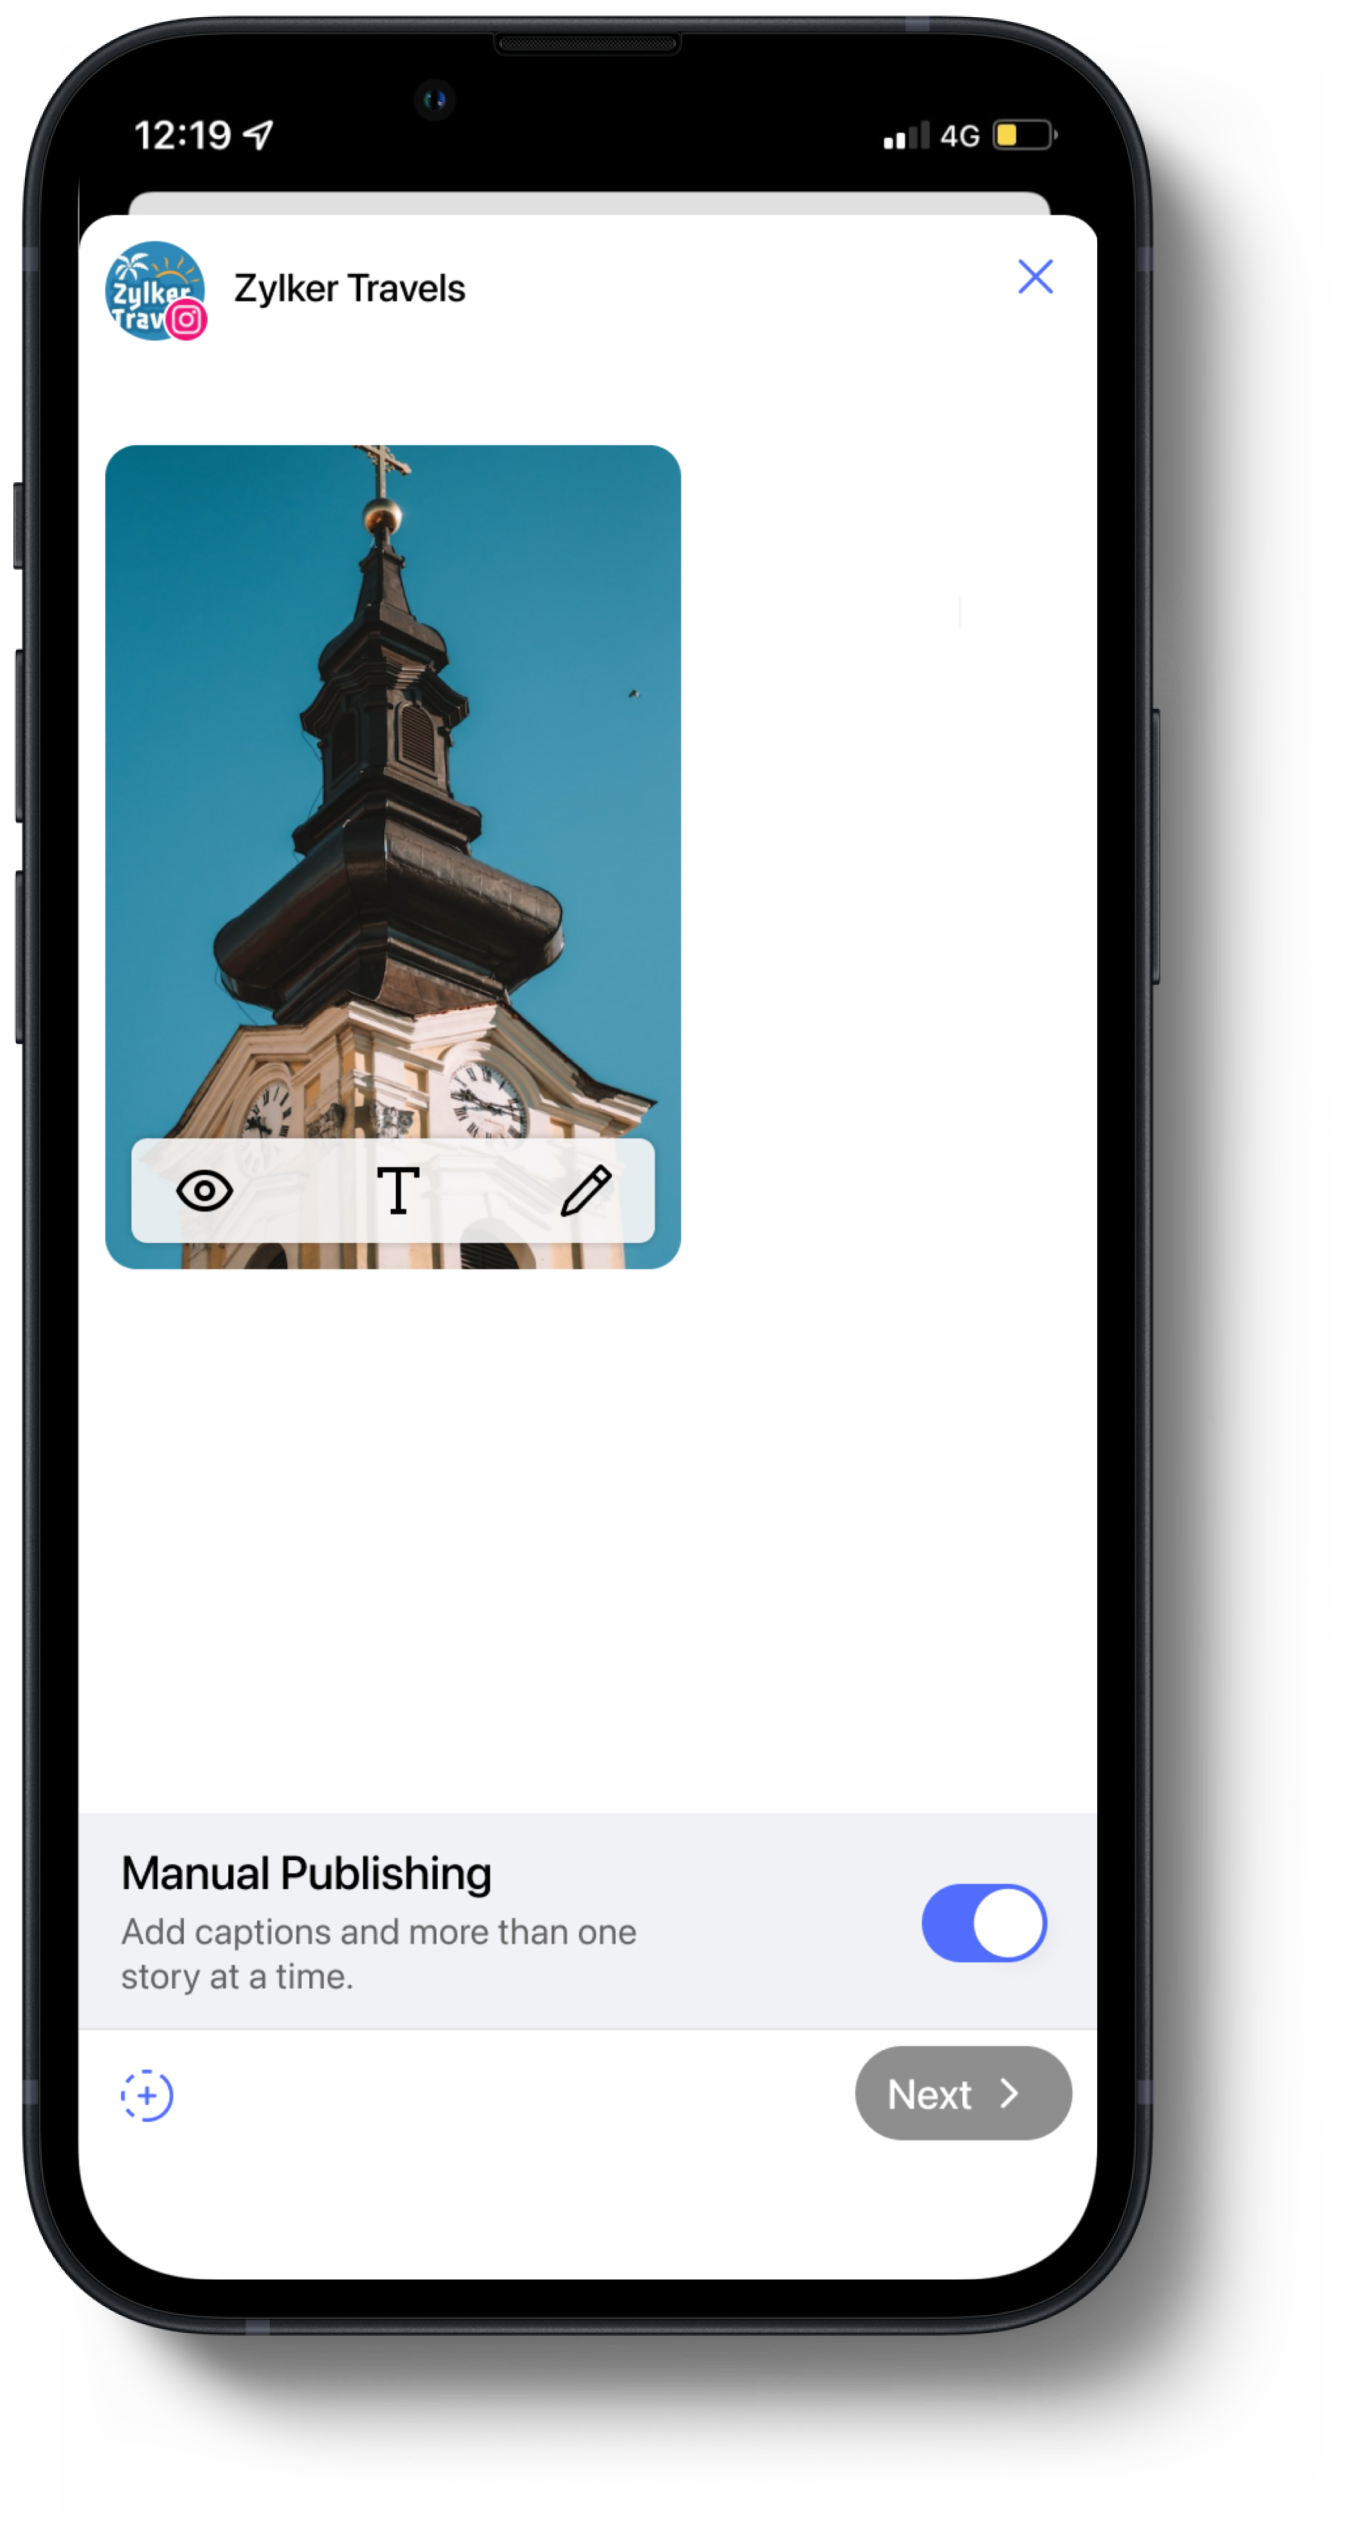 12:19
4G
Zylker
Trav
Zylker Travels
T
Manual Publishing
Add captions and more than one
story at a time.
Next